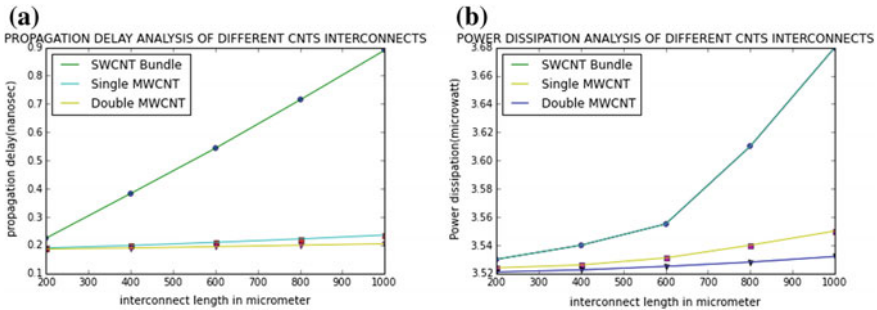 (a)
PROPAGATION DELAY ANALYSIS OF DIFFERENT CNTS INTERCONNECTS
0.9
0.8
0.7
0.6
0.5
0.4
0.3
0.2
0.1
propagation delay(nanosec)
SWCNT Bundle
Single MWCNT
Double MWCNT
200 300 400 500 600 700 800 900 1000
interconnect length in micrometer
(b)
POWER DISSIPATION ANALYSIS OF DIFFERENT CNTS INTERCONNECTS
3.68
3.66
3.64
3.62
3.60
3.58
3.56
3.54
3.52
Power dissipation(microwatt)
SWCNT Bundle
Single MWCNT
Double MWCNT
200 300 400 500 600 700 800 900 1000
interconnect length in micrometer